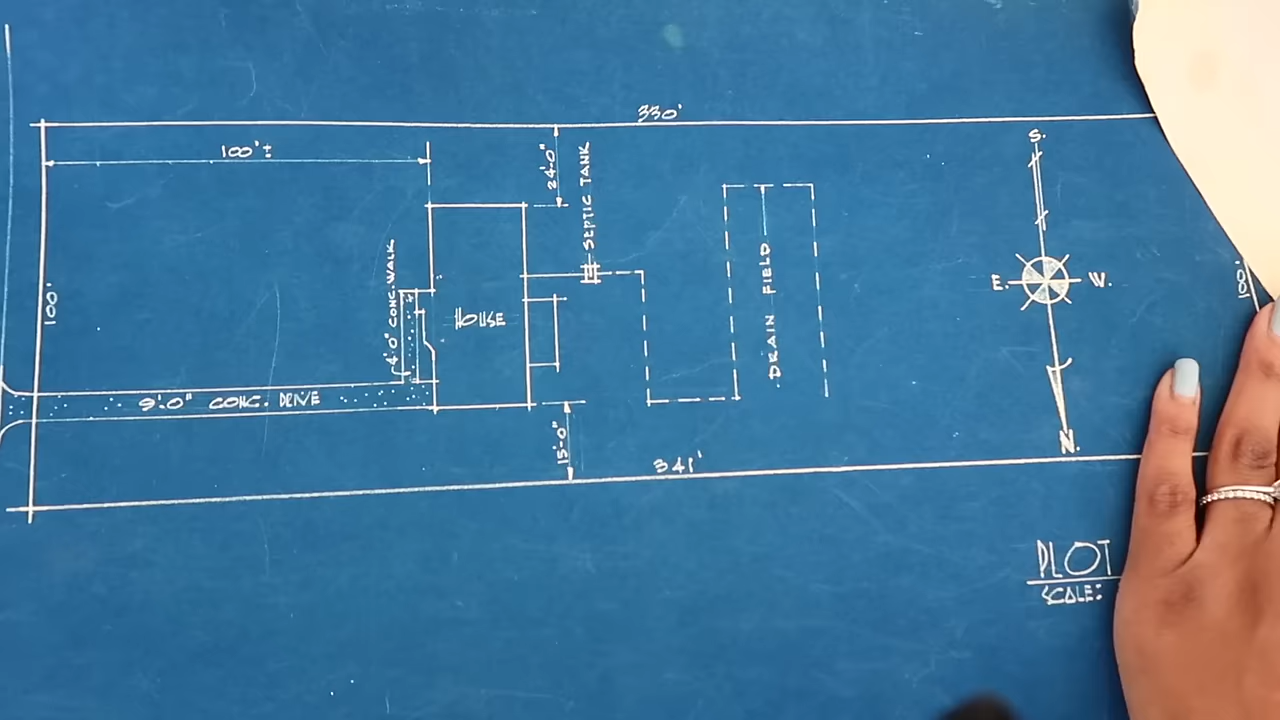 330'
100'±
24'-0"
SEPTIC TANK
S.
4'-0" CONC. WALK
DRAIN FIELD
E.
W.
100'
100'
HOUSE
9'-0" CONC. DRIVE
15'-0"
N.
341'
PLOT
SCALE: